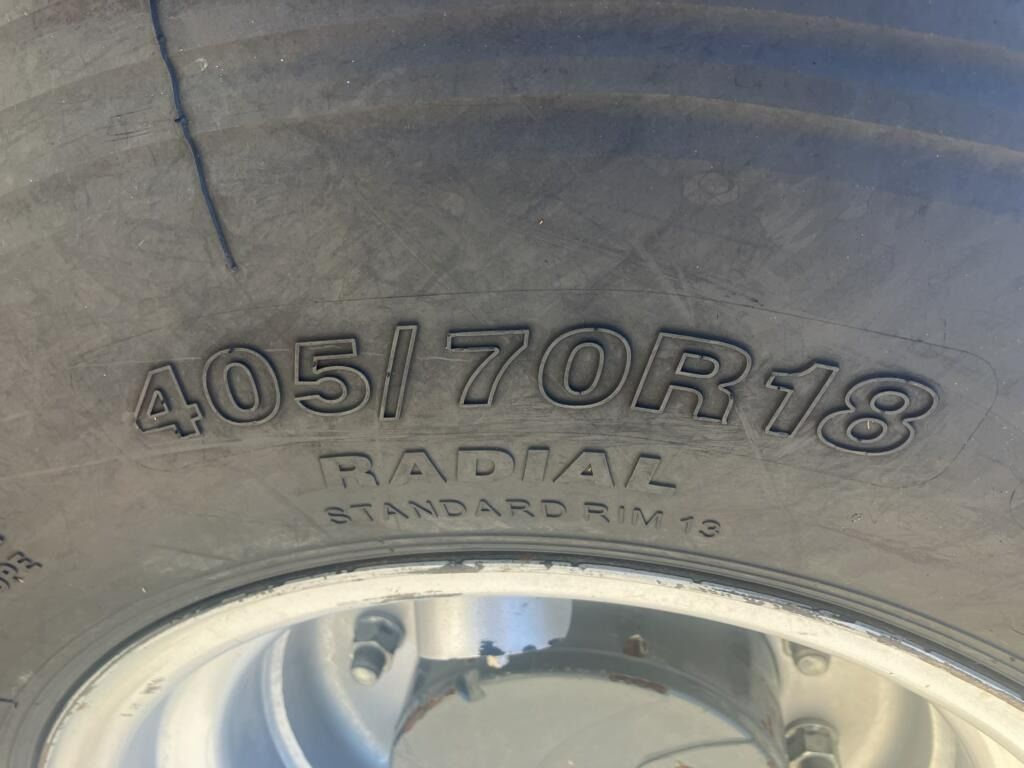 405/70R18
RADIAL
STANDARD RIM 13